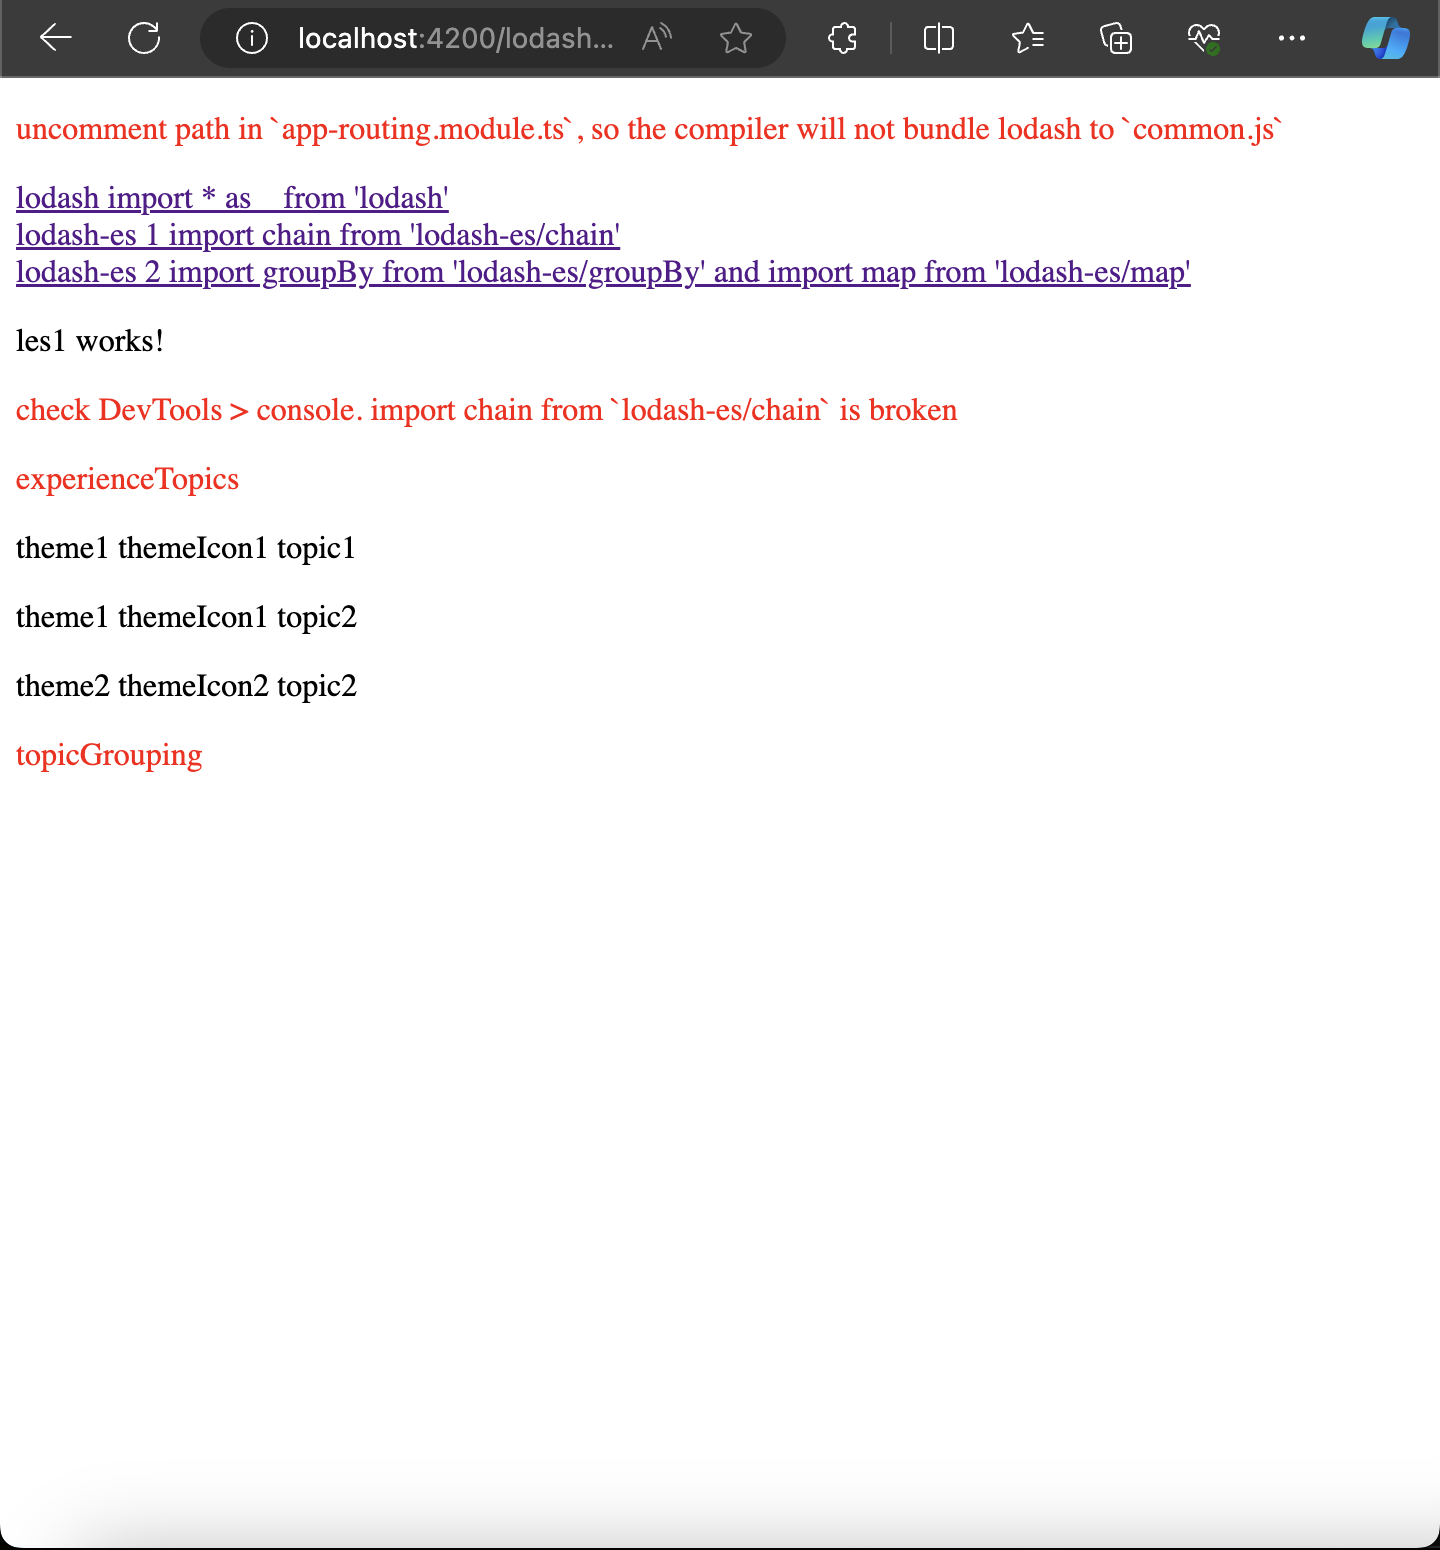 localhost:4200/lodash...
uncomment path in `app-routing.module.ts`, so the compiler will not bundle lodash to `common.js`
lodash import * as _ from 'lodash'
lodash-es 1 import chain from 'lodash-es/chain'
lodash-es 2 import groupBy from 'lodash-es/groupBy' and import map from 'lodash-es/map'
les1 works!
check DevTools > console. import chain from `lodash-es/chain` is broken
experienceTopics
theme1 themeIcon1 topic1
theme1 themeIcon1 topic2
theme2 themeIcon2 topic2
topicGrouping